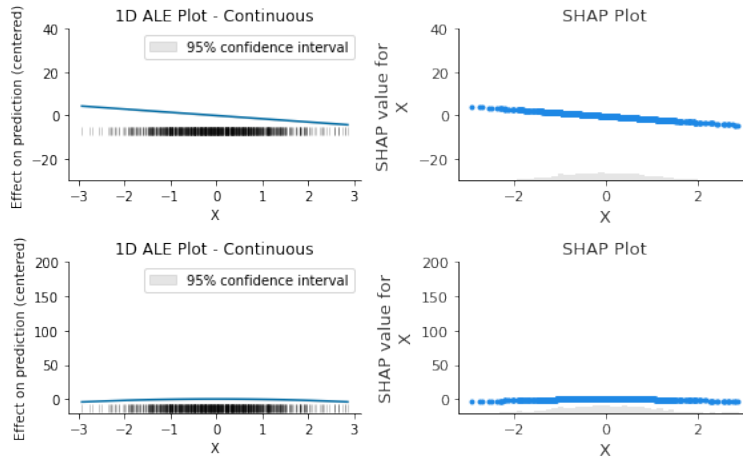 1D ALE Plot - Continuous
Effect on prediction (centered)
40
20
0
−20
95% confidence interval
−3 −2 −1 0 1 2 3
X
SHAP Plot
SHAP value for
X
40
20
0
−20
−2 0 2
X
1D ALE Plot - Continuous
Effect on prediction (centered)
200
150
100
50
0
95% confidence interval
−3 −2 −1 0 1 2 3
X
SHAP Plot
SHAP value for
X
200
150
100
50
0
−2 0 2
X